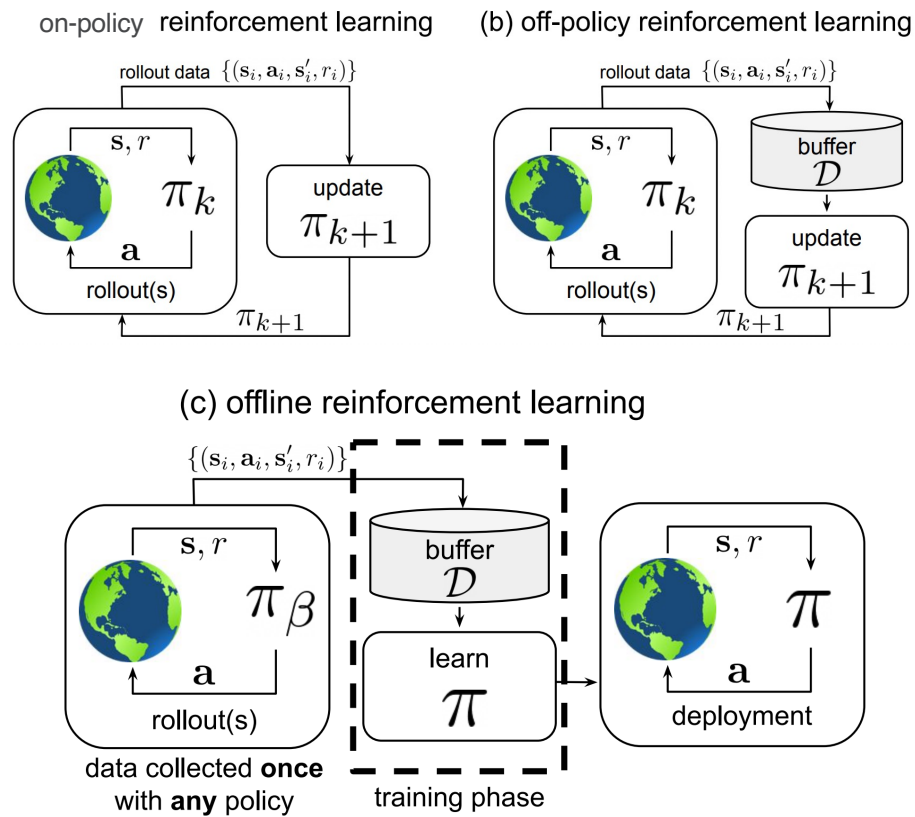 on-policy reinforcement learning
rollout data {(s_i, a_i, s'_i, r_i)}
s, r
π_k
a
rollout(s)
update
π_{k+1}
π_{k+1}
(b) off-policy reinforcement learning
rollout data {(s_i, a_i, s'_i, r_i)}
s, r
π_k
a
rollout(s)
buffer
𝒟
update
π_{k+1}
π_{k+1}
(c) offline reinforcement learning
{(s_i, a_i, s'_i, r_i)}
s, r
π_β
a
rollout(s)
data collected once
with any policy
buffer
𝒟
learn
π
training phase
s, r
π
a
deployment